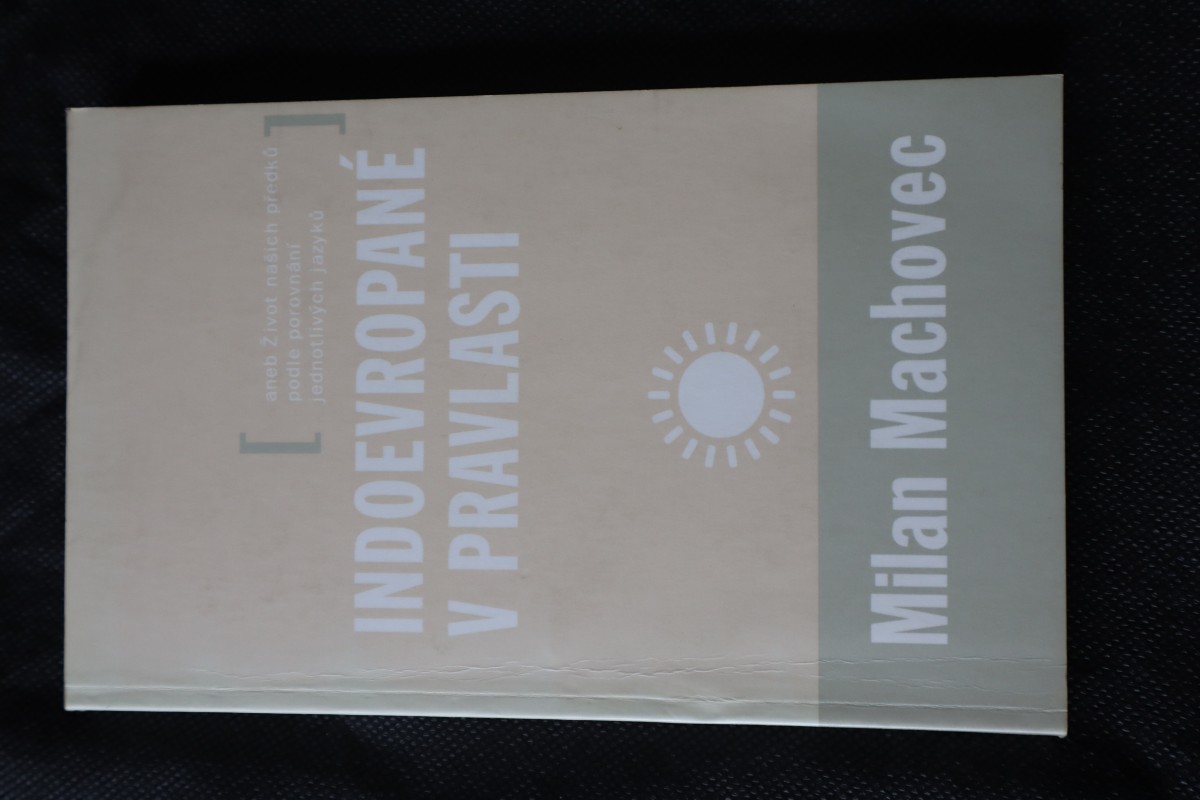 [ aneb Život našich předků
podle porovnání
jednotlivých jazyků ]
INDOEVROPANÉ
V PRAVLASTI
Milan Machovec